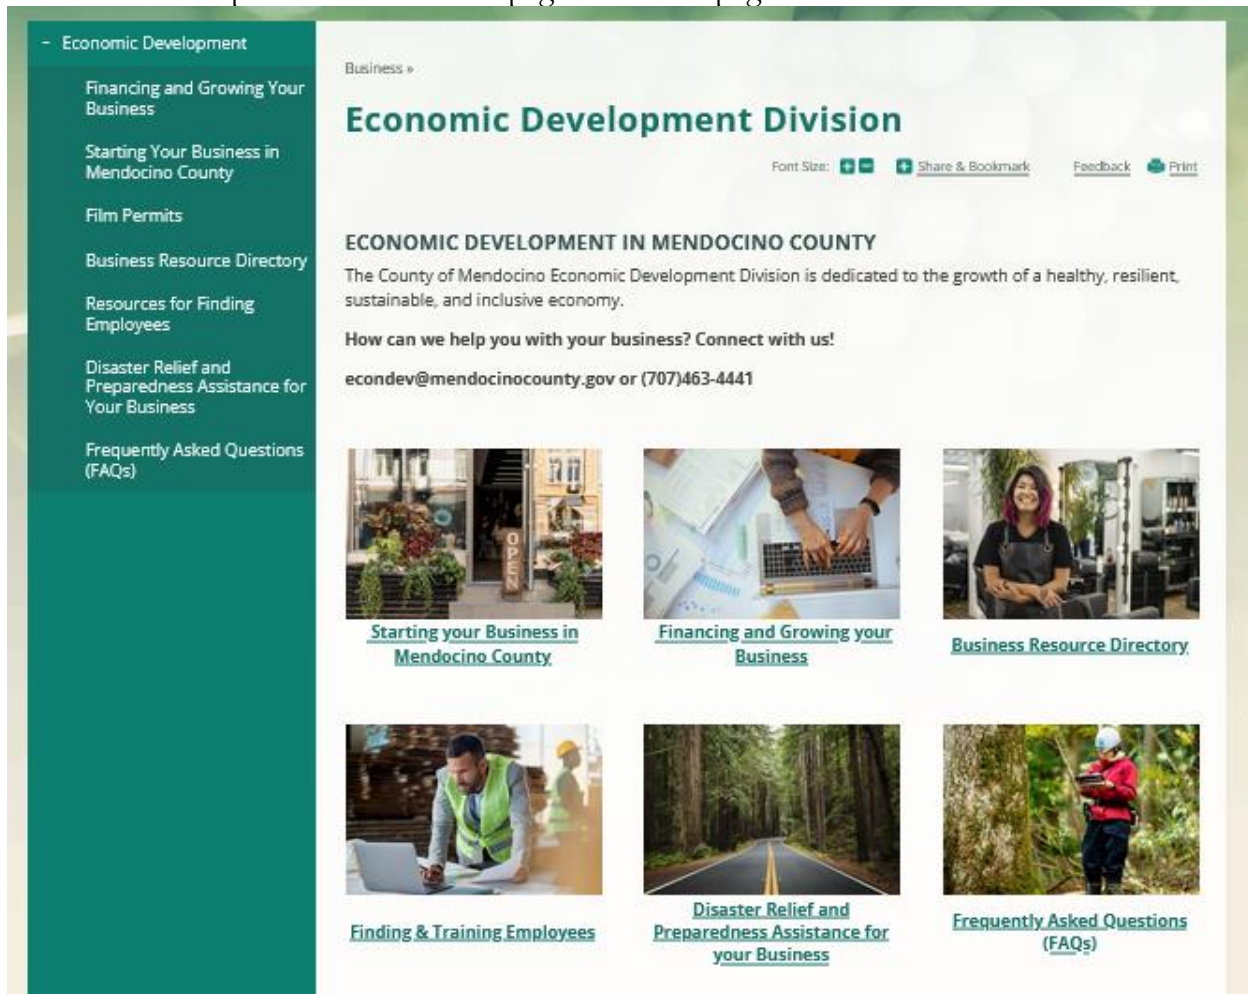 - Economic Development
Financing and Growing Your
Business
Starting Your Business in
Mendocino County
Film Permits
Business Resource Directory
Resources for Finding
Employees
Disaster Relief and
Preparedness Assistance for
Your Business
Frequently Asked Questions
(FAQs)
Business »
Economic Development Division
Font Size: + - + Share & Bookmark Feedback Print
ECONOMIC DEVELOPMENT IN MENDOCINO COUNTY
The County of Mendocino Economic Development Division is dedicated to the growth of a healthy, resilient,
sustainable, and inclusive economy.
How can we help you with your business? Connect with us!
econdev@mendocinocounty.gov or (707)463-4441
OPEN
Starting your Business in
Mendocino County
Financing and Growing your
Business
Business Resource Directory
Finding & Training Employees
Disaster Relief and
Preparedness Assistance for
your Business
Frequently Asked Questions
(FAQs)